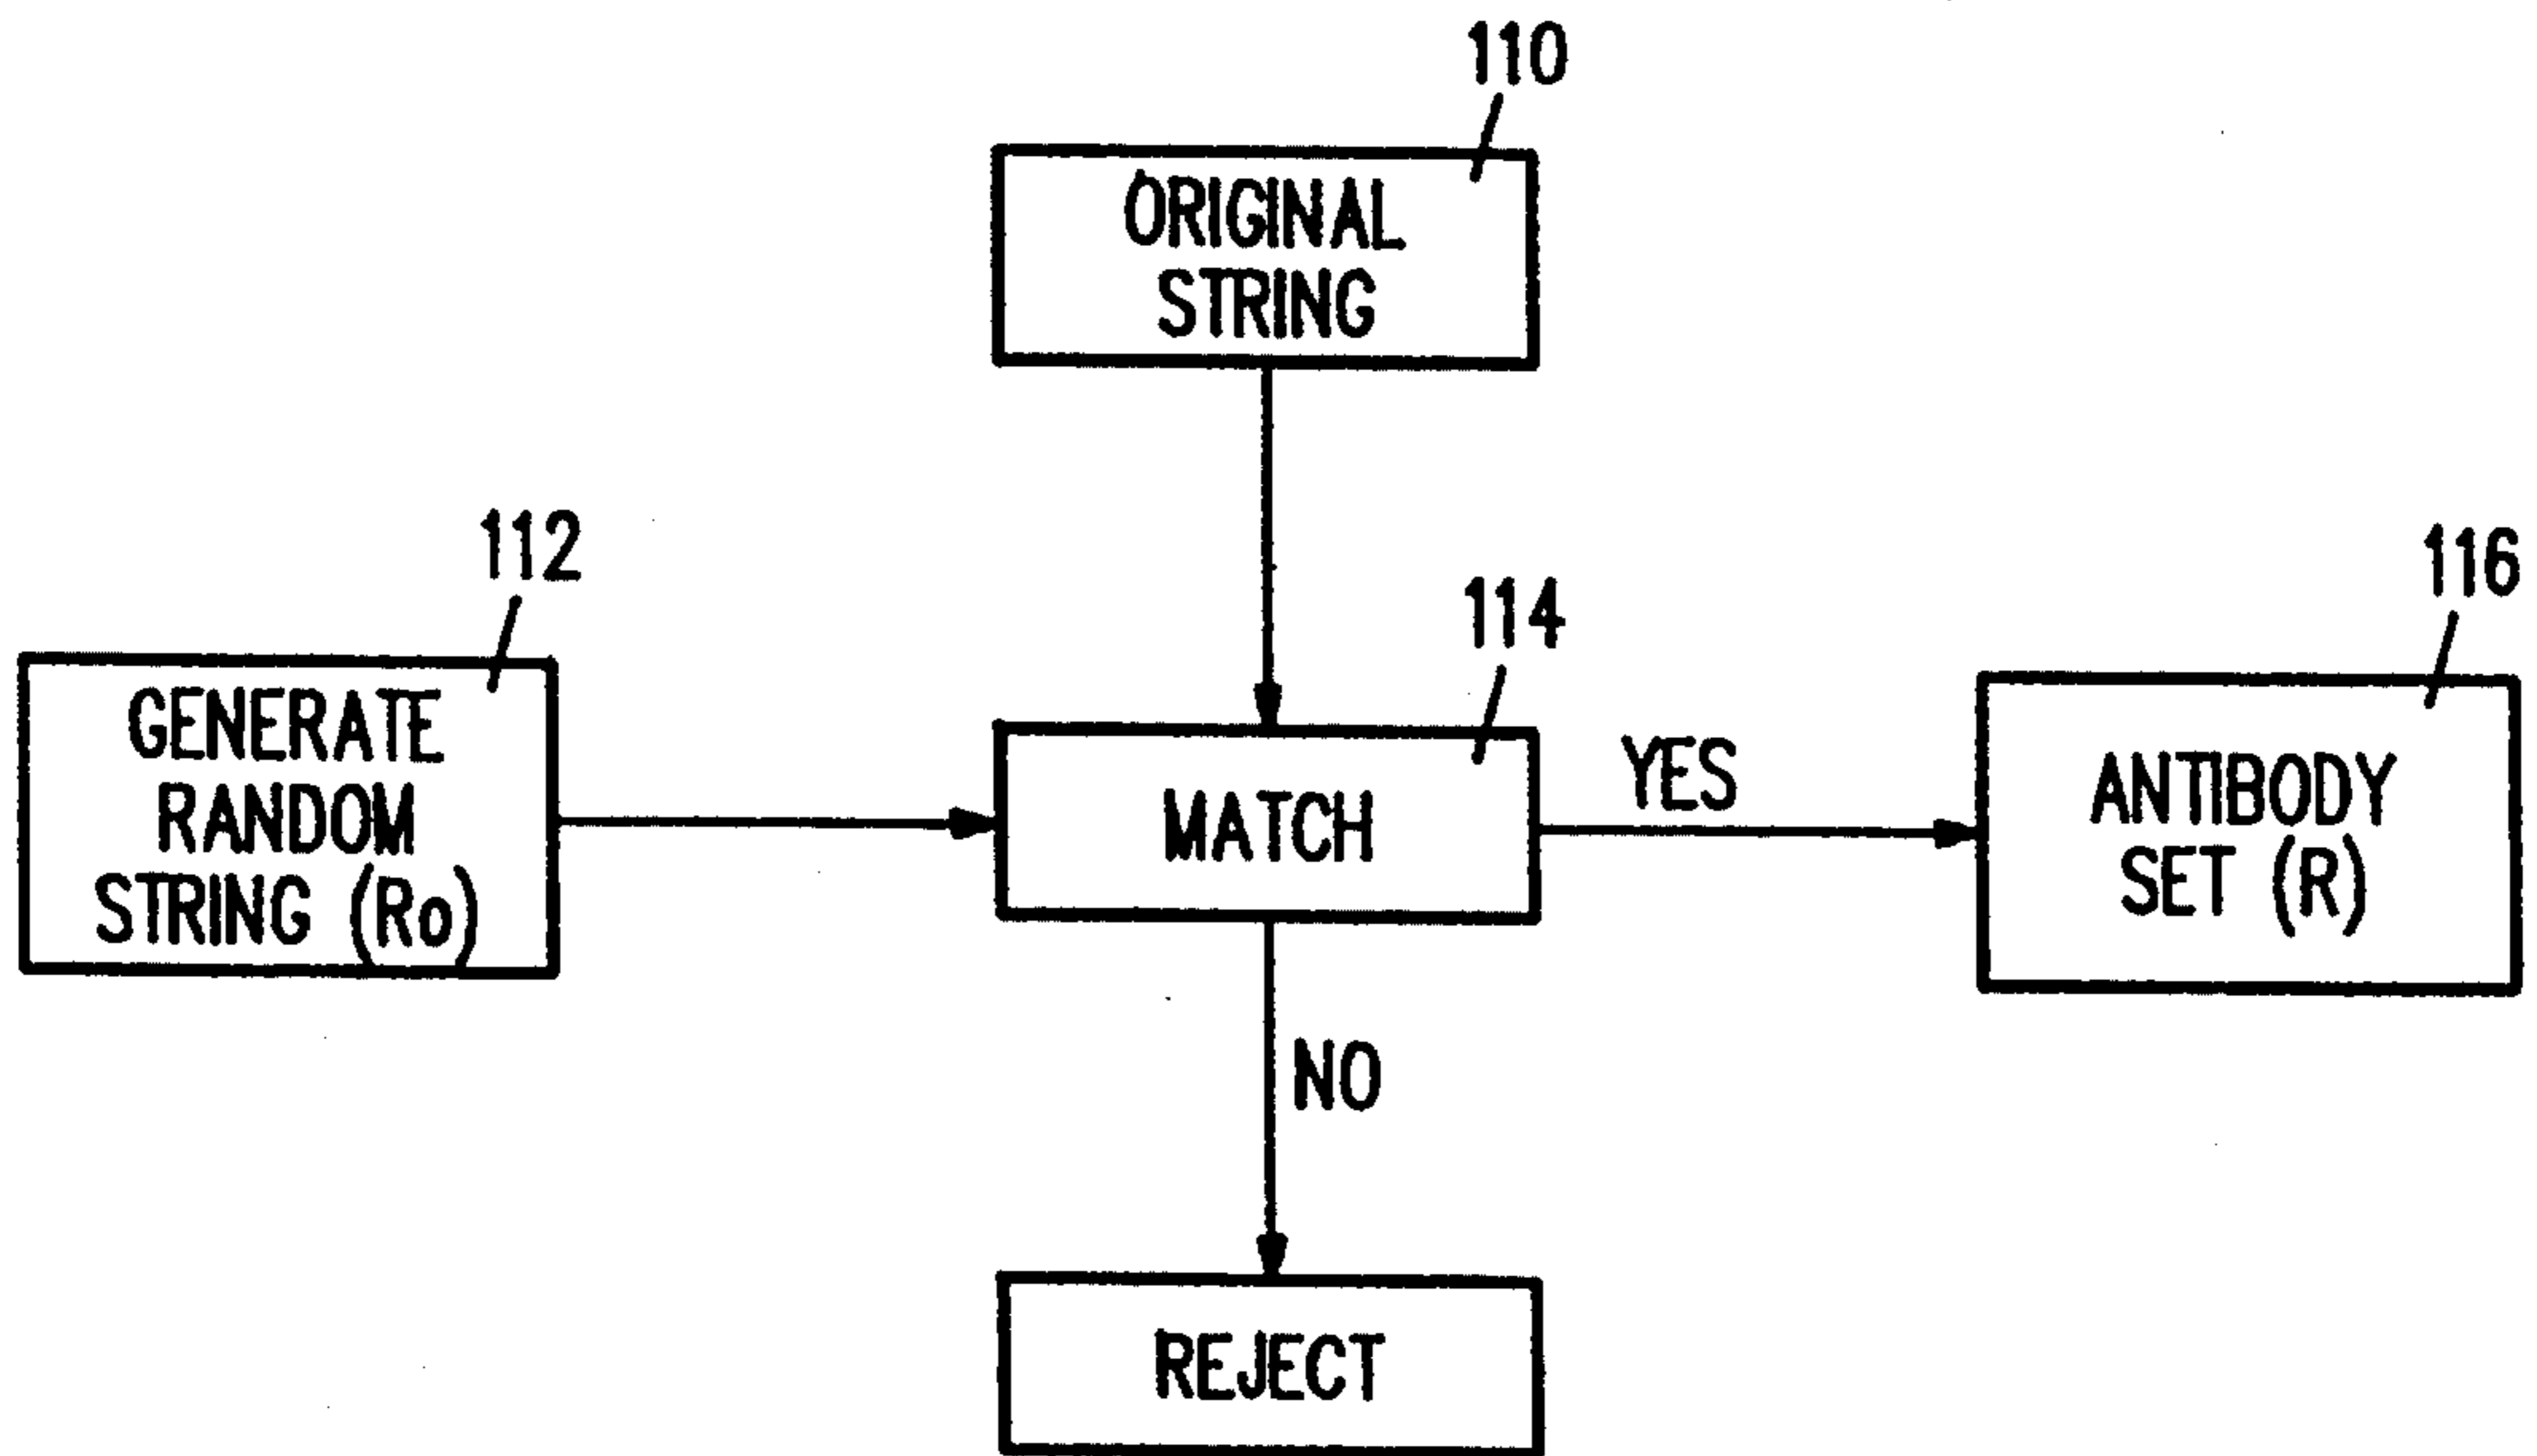 110
ORIGINAL
STRING
112
GENERATE
RANDOM
STRING (Ro)
114
MATCH
YES
116
ANTIBODY
SET (R)
NO
REJECT